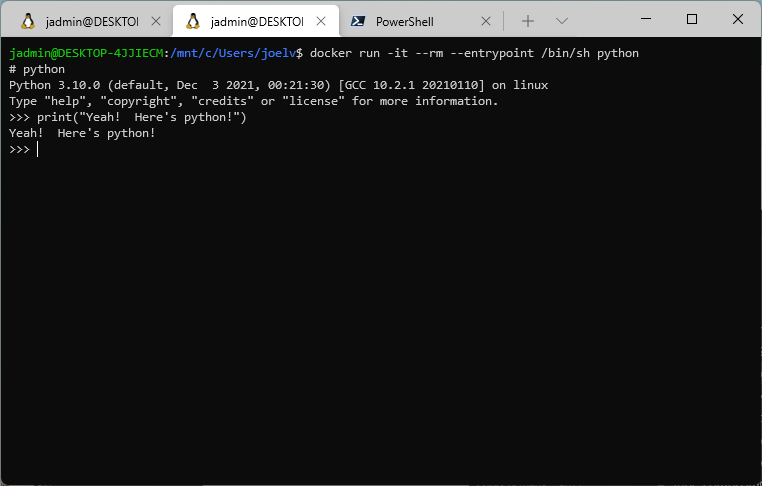 jadmin@DESKTOP jadmin@DESKTOP PowerShell
jadmin@DESKTOP-4JJIECM:/mnt/c/Users/joelv$ docker run -it --rm --entrypoint /bin/sh python
# python
Python 3.10.0 (default, Dec  3 2021, 00:21:30) [GCC 10.2.1 20210110] on linux
Type "help", "copyright", "credits" or "license" for more information.
>>> print("Yeah!  Here's python!")
Yeah!  Here's python!
>>>